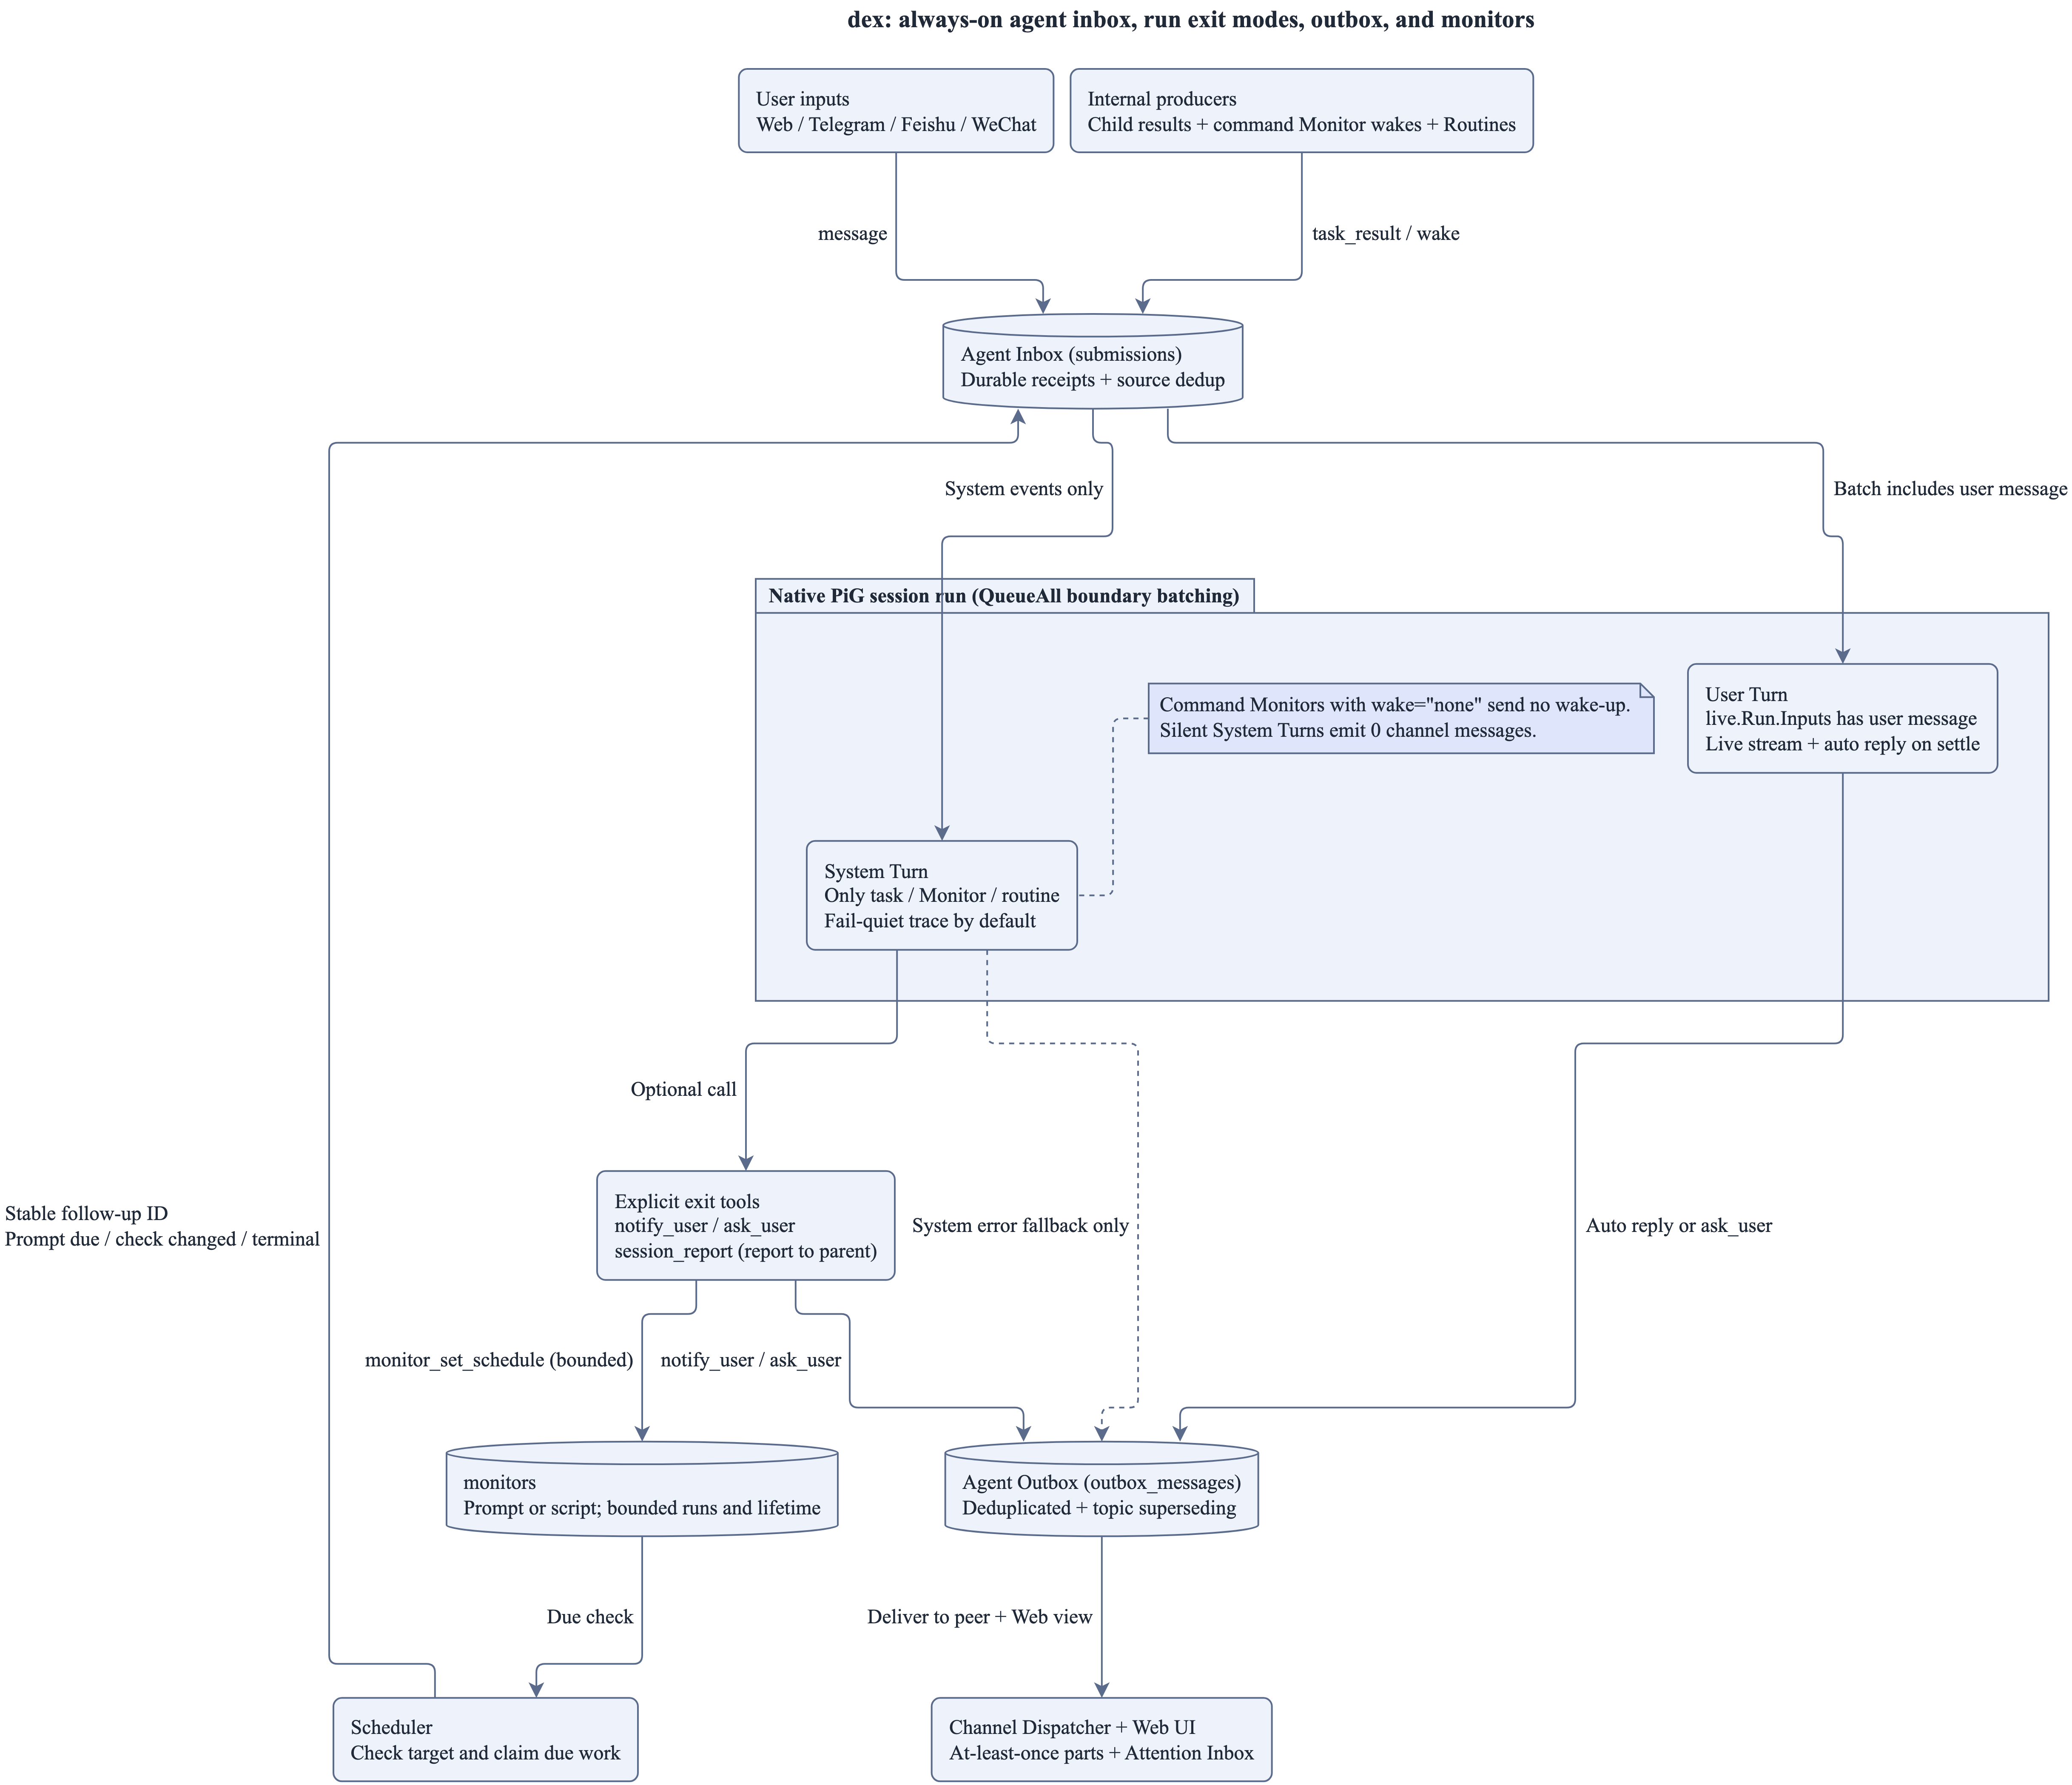 dex: always-on agent inbox, run exit modes, outbox, and monitors
User inputs
Web / Telegram / Feishu / WeChat
Internal producers
Child results + command Monitor wakes + Routines
message
task_result / wake
Agent Inbox (submissions)
Durable receipts + source dedup
System events only
Batch includes user message
Native PiG session run (QueueAll boundary batching)
Command Monitors with wake="none" send no wake-up.
Silent System Turns emit 0 channel messages.
User Turn
live.Run.Inputs has user message
Live stream + auto reply on settle
System Turn
Only task / Monitor / routine
Fail-quiet trace by default
Optional call
Explicit exit tools
notify_user / ask_user
session_report (report to parent)
Stable follow-up ID
Prompt due / check changed / terminal
System error fallback only
Auto reply or ask_user
monitor_set_schedule (bounded)
notify_user / ask_user
monitors
Prompt or script; bounded runs and lifetime
Agent Outbox (outbox_messages)
Deduplicated + topic superseding
Due check
Deliver to peer + Web view
Scheduler
Check target and claim due work
Channel Dispatcher + Web UI
At-least-once parts + Attention Inbox